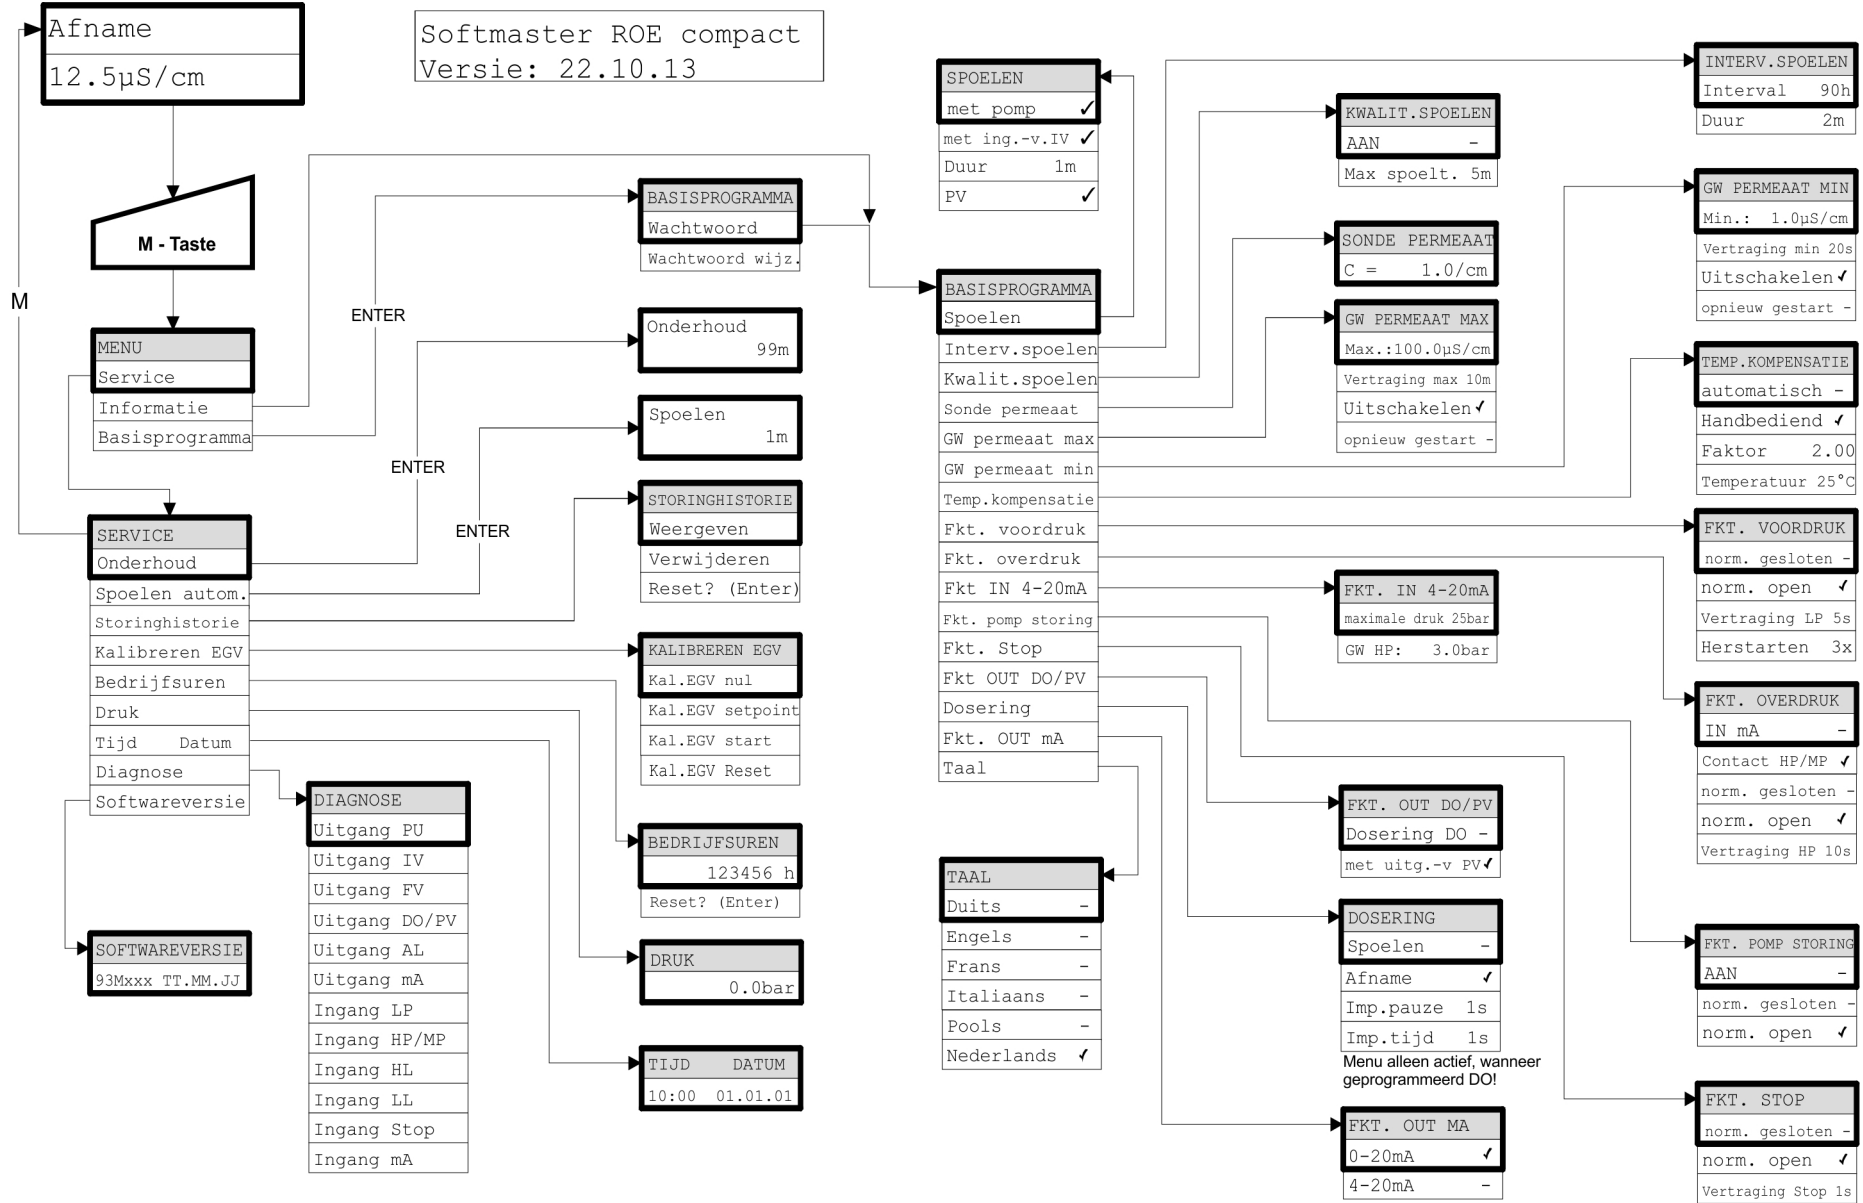 Afname
12.5µS/cm
Softmaster ROE compact
Versie: 22.10.13
M - Taste
M
MENU
Service
Informatie
Basisprogramma
SERVICE
Onderhoud
Spoelen autom.
Storinghistorie
Kalibreren EGV
Bedrijfsuren
Druk
Tijd Datum
Diagnose
Softwareversie
SOFTWAREVERSIE
93Mxxx TT.MM.JJ
DIAGNOSE
Uitgang PU
Uitgang IV
Uitgang FV
Uitgang DO/PV
Uitgang AL
Uitgang mA
Ingang LP
Ingang HP/MP
Ingang HL
Ingang LL
Ingang Stop
Ingang mA
ENTER
ENTER
ENTER
BASISPROGRAMMA
Wachtwoord
Wachtwoord wijz.
Onderhoud
99m
Spoelen
1m
STORINGHISTORIE
Weergeven
Verwijderen
Reset? (Enter)
KALIBREREN EGV
Kal.EGV nul
Kal.EGV setpoint
Kal.EGV start
Kal.EGV Reset
BEDRIJFSUREN
123456 h
Reset? (Enter)
DRUK
0.0bar
TIJD DATUM
10:00 01.01.01
SPOELEN
met pomp ✓
met ing.-v.IV ✓
Duur 1m
PV ✓
BASISPROGRAMMA
Spoelen
Interv.spoelen
Kwalit.spoelen
Sonde permeaat
GW permeaat max
GW permeaat min
Temp.kompensatie
Fkt. voordruk
Fkt. overdruk
Fkt IN 4-20mA
Fkt. pomp storing
Fkt. Stop
Fkt OUT DO/PV
Dosering
Fkt. OUT mA
Taal
TAAL
Duits -
Engels -
Frans -
Italiaans -
Pools -
Nederlands ✓
KWALIT.SPOELEN
AAN -
Max spoelt. 5m
SONDE PERMEAAT
C = 1.0/cm
GW PERMEAAT MAX
Max.:100.0µS/cm
Vertraging max 10m
Uitschakelen ✓
opnieuw gestart -
FKT. IN 4-20mA
maximale druk 25bar
GW HP: 3.0bar
FKT. OUT DO/PV
Dosering DO -
met uitg.-v PV ✓
DOSERING
Spoelen -
Afname ✓
Imp.pauze 1s
Imp.tijd 1s
Menu alleen actief, wanneer
geprogrammeerd DO!
FKT. OUT MA
0-20mA ✓
4-20mA -
INTERV.SPOELEN
Interval 90h
Duur 2m
GW PERMEAAT MIN
Min.: 1.0µS/cm
Vertraging min 20s
Uitschakelen ✓
opnieuw gestart -
TEMP.KOMPENSATIE
automatisch -
Handbediend ✓
Faktor 2.00
Temperatuur 25°C
FKT. VOORDRUK
norm. gesloten -
norm. open ✓
Vertraging LP 5s
Herstarten 3x
FKT. OVERDRUK
IN mA -
Contact HP/MP ✓
norm. gesloten -
norm. open ✓
Vertraging HP 10s
FKT. POMP STORING
AAN -
norm. gesloten -
norm. open ✓
FKT. STOP
norm. gesloten -
norm. open ✓
Vertraging Stop 1s